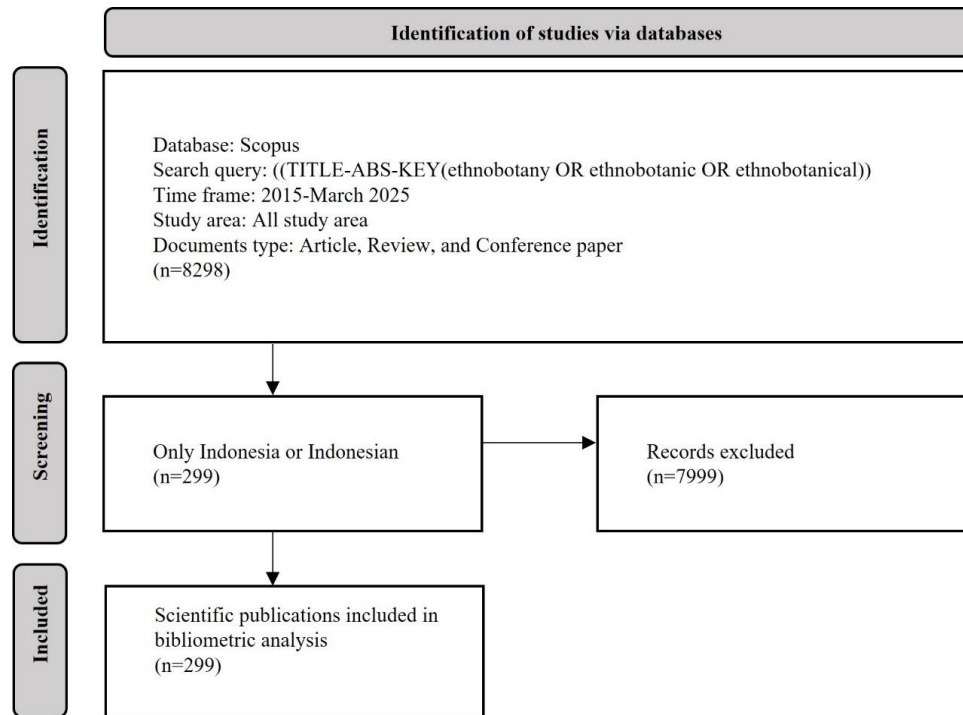 Identification of studies via databases
Identification
Database: Scopus
Search query: ((TITLE-ABS-KEY(ethnobotany OR ethnobotanic OR ethnobotanical))
Time frame: 2015-March 2025
Study area: All study area
Documents type: Article, Review, and Conference paper
(n=8298)
Screening
Only Indonesia or Indonesian
(n=299)
Records excluded
(n=7999)
Included
Scientific publications included in
bibliometric analysis
(n=299)